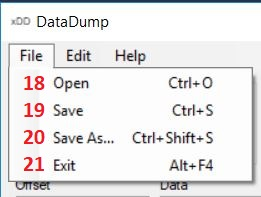 xDD DataDump
File Edit Help
18 Open Ctrl+O
19 Save Ctrl+S
20 Save As... Ctrl+Shift+S
21 Exit Alt+F4
Offset Data